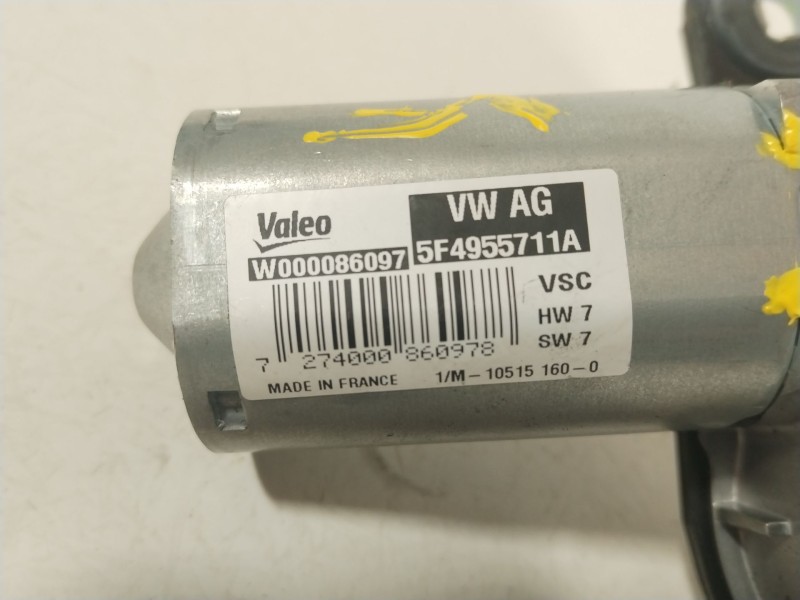 Valeo
VW AG
W000086097
5F4955711A
VSC
HW 7
SW 7
7 274000 860978
MADE IN FRANCE
1/M-10515 160-0